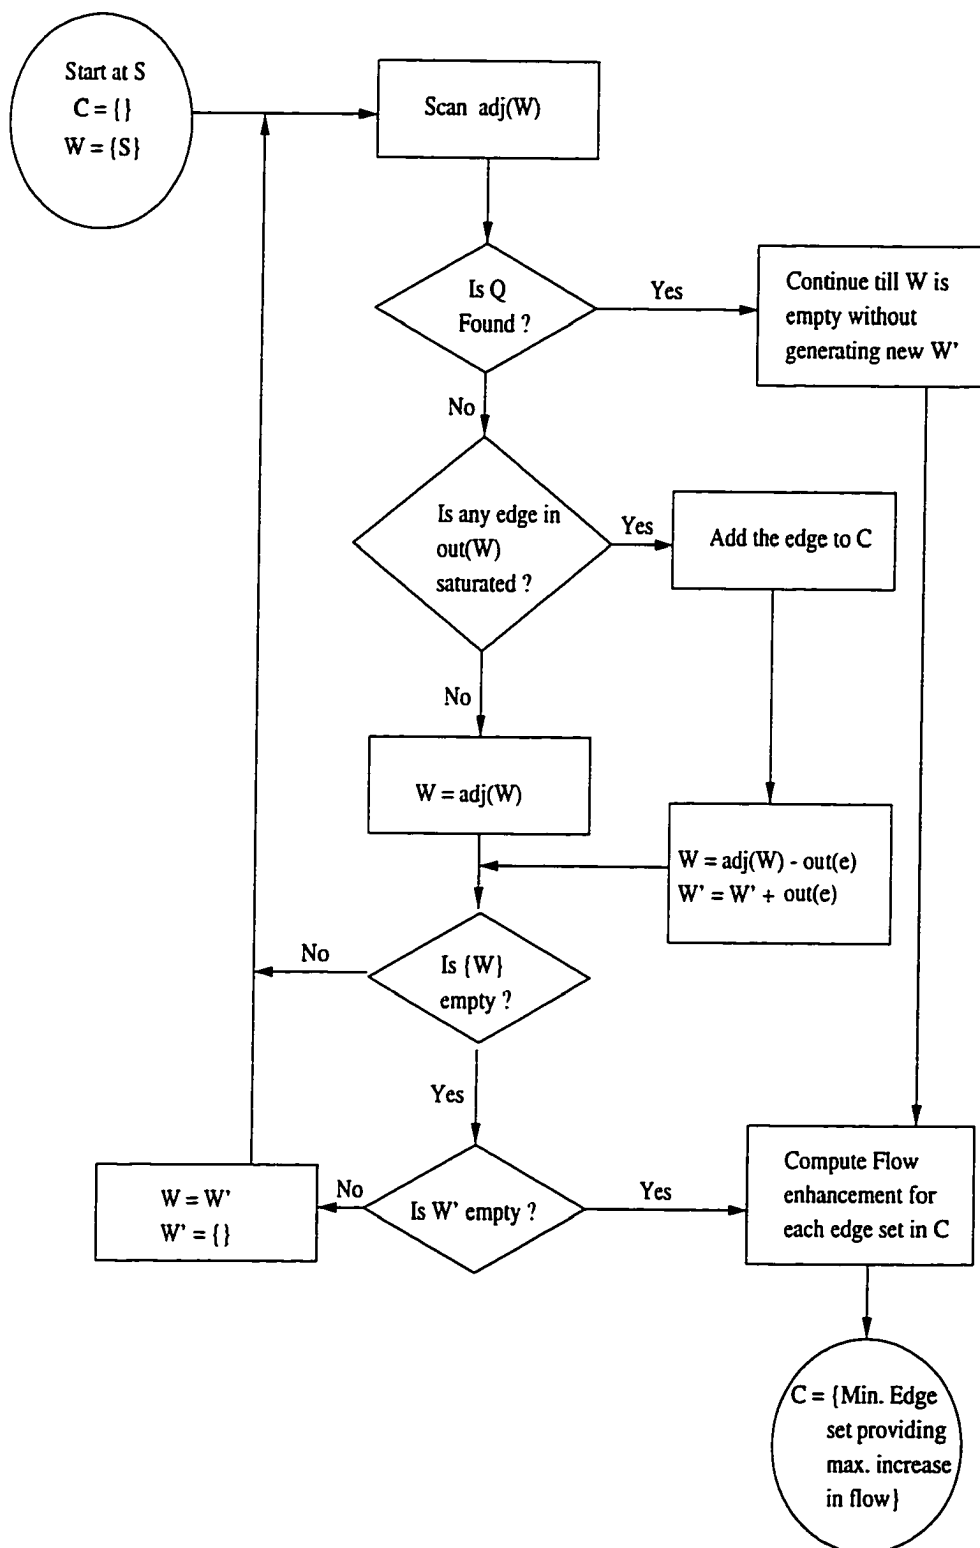 Start at S
C = { }
W = {S}
Scan adj(W)
Is Q
Found ?
Yes
Continue till W is
empty without
generating new W'
No
Is any edge in
out(W)
saturated ?
Yes
Add the edge to C
No
W = adj(W)
W = adj(W) - out(e)
W' = W' + out(e)
No
Is {W}
empty ?
Yes
W = W'
W' = { }
No
Is W' empty ?
Yes
Compute Flow
enhancement for
each edge set in C
C = {Min. Edge
set providing
max. increase
in flow}